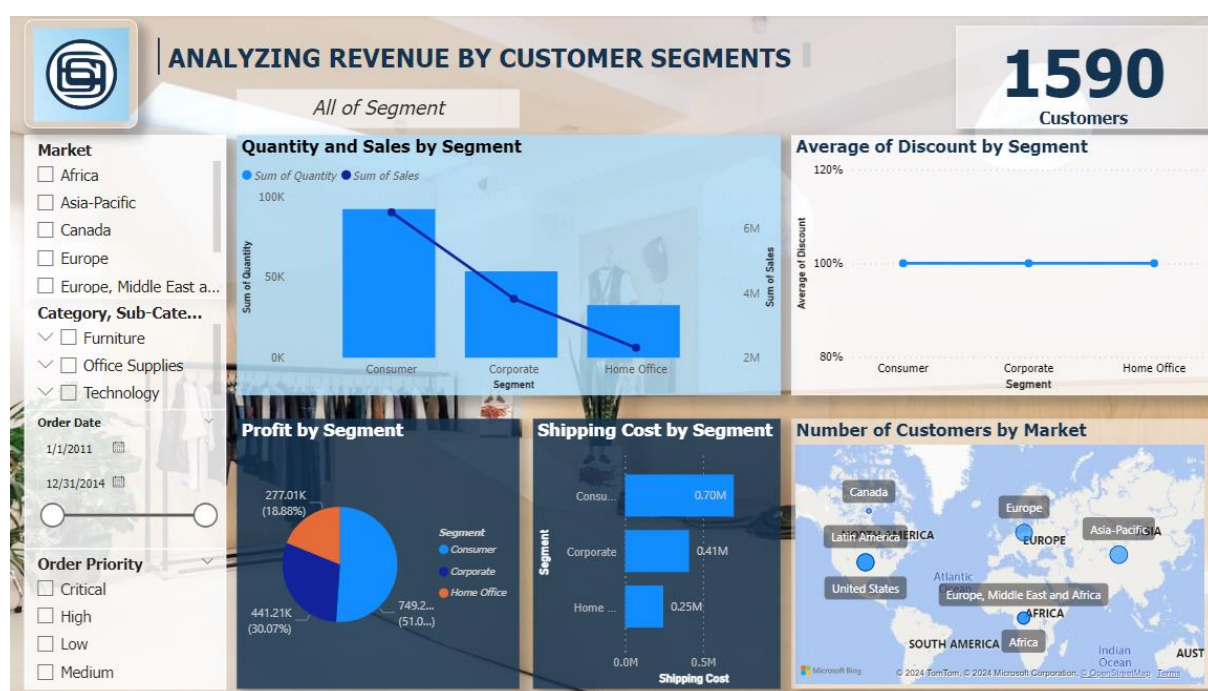 ANALYZING REVENUE BY CUSTOMER SEGMENTS
All of Segment
1590
Customers
Market
Africa
Asia-Pacific
Canada
Europe
Europe, Middle East a...
Category, Sub-Cate...
Furniture
Office Supplies
Technology
Order Date
1/1/2011
12/31/2014
Order Priority
Critical
High
Low
Medium
Quantity and Sales by Segment
Sum of Quantity Sum of Sales
100K
50K
0K
Sum of Quantity
6M
4M
2M
Sum of Sales
Consumer Corporate Home Office
Segment
Average of Discount by Segment
120%
100%
80%
Average of Discount
Consumer Corporate Home Office
Segment
Profit by Segment
277.01K
(18.88%)
441.21K
(30.07%)
749.2...
(51.0...)
Segment
Consumer
Corporate
Home Office
Shipping Cost by Segment
Segment
Consu... 0.70M
Corporate 0.41M
Home ... 0.25M
0.0M 0.5M
Shipping Cost
Number of Customers by Market
Canada
Europe
Asia-Pacific
Latin America
EUROPE
United States
Atlantic
Europe, Middle East and Africa
AFRICA
SOUTH AMERICA
Africa
Indian
Ocean
AUST
Microsoft Bing
© 2024 TomTom, © 2024 Microsoft Corporation, © OpenStreetMap Terms